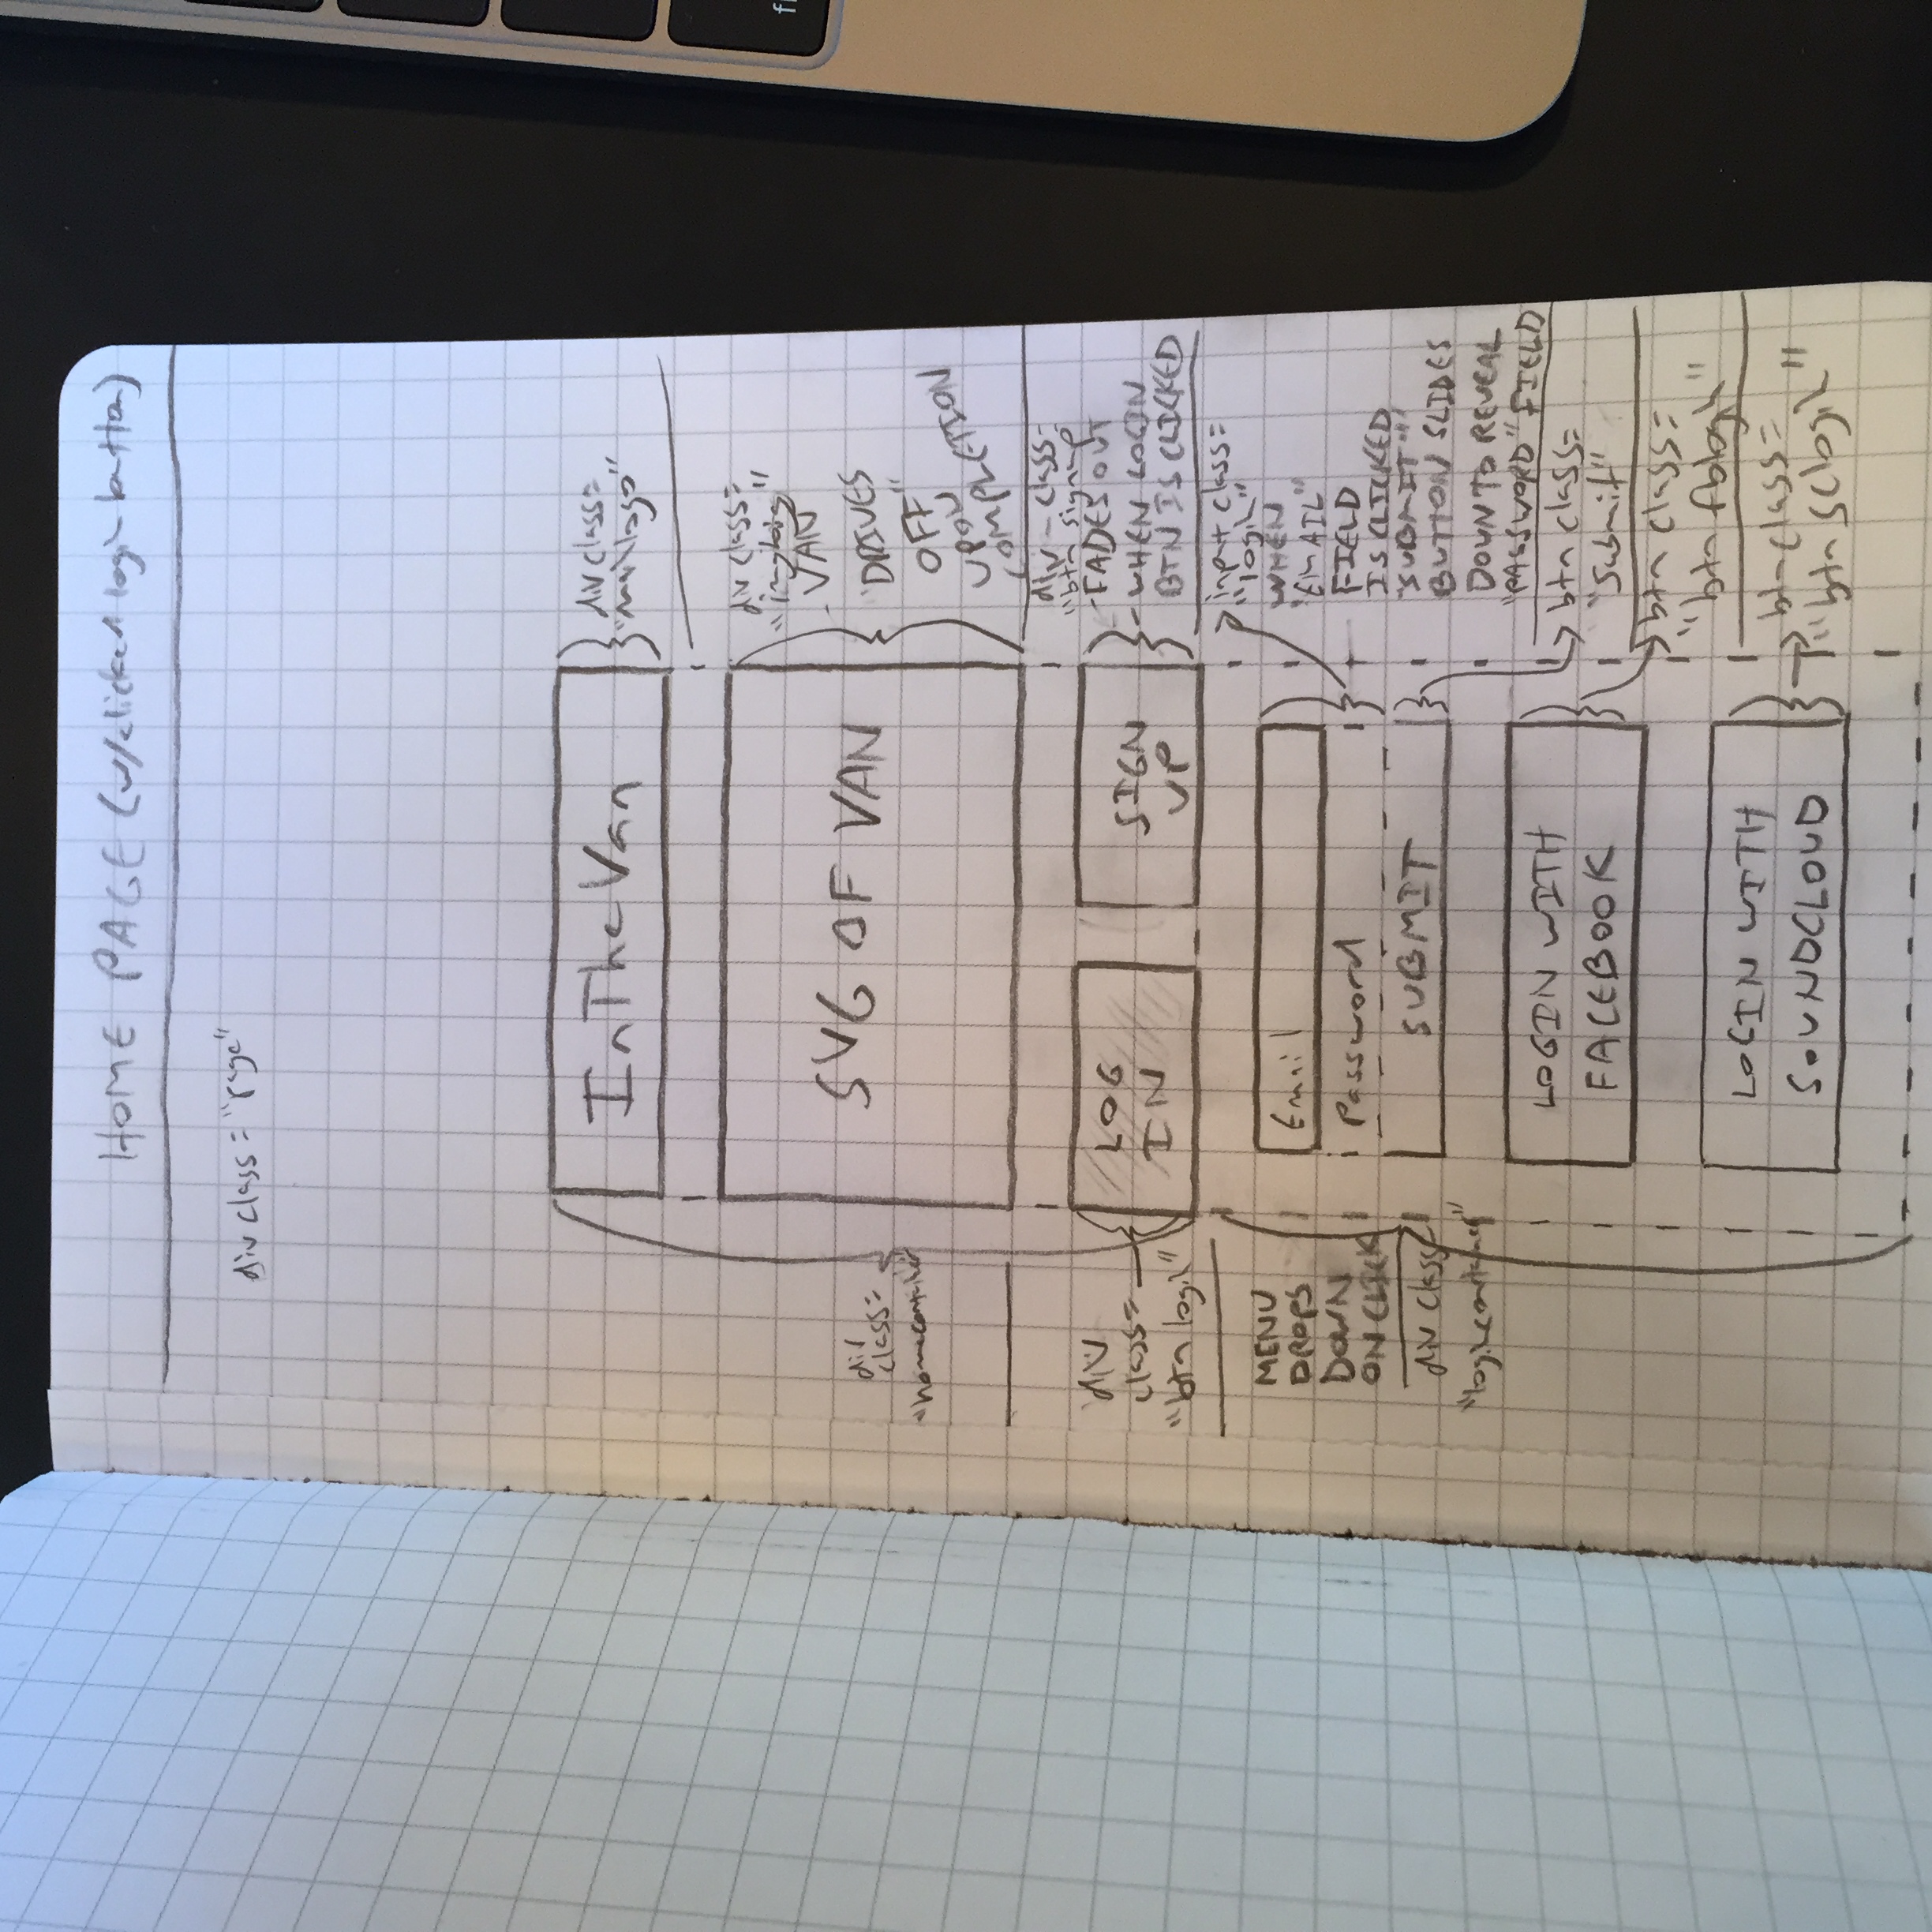 HOME PAGE (w/clicked login button)
div class = "page"
InTheVan
div class=
SVG OF VAN
div class=
"imgbig"
- VAN
"DRIVES
OFF"
UPON
COMPLETION
div
class=
"homecontainer"
div
class=
"btn login"
LOG
IN
SIGN
UP
div - class-
"btn signup
- FADES OUT
- WHEN LOGIN
BTN IS CLICKED
MENU
DROPS
DOWN
ON CLICK
div class=
"logincontainer"
Email
Password
SUBMIT
input class=
"login"
WHEN
"EMAIL"
FIELD
IS CLICKED
"SUBMIT"
BUTTON SLIDES
DOWN TO REVEAL
"PASSWORD" FIELD
btn class=
"submit"
LOGIN WITH
FACEBOOK
btn class=
"btn fblogin"
LOGIN WITH
SOUNDCLOUD
btn class=
"btn sclogin"